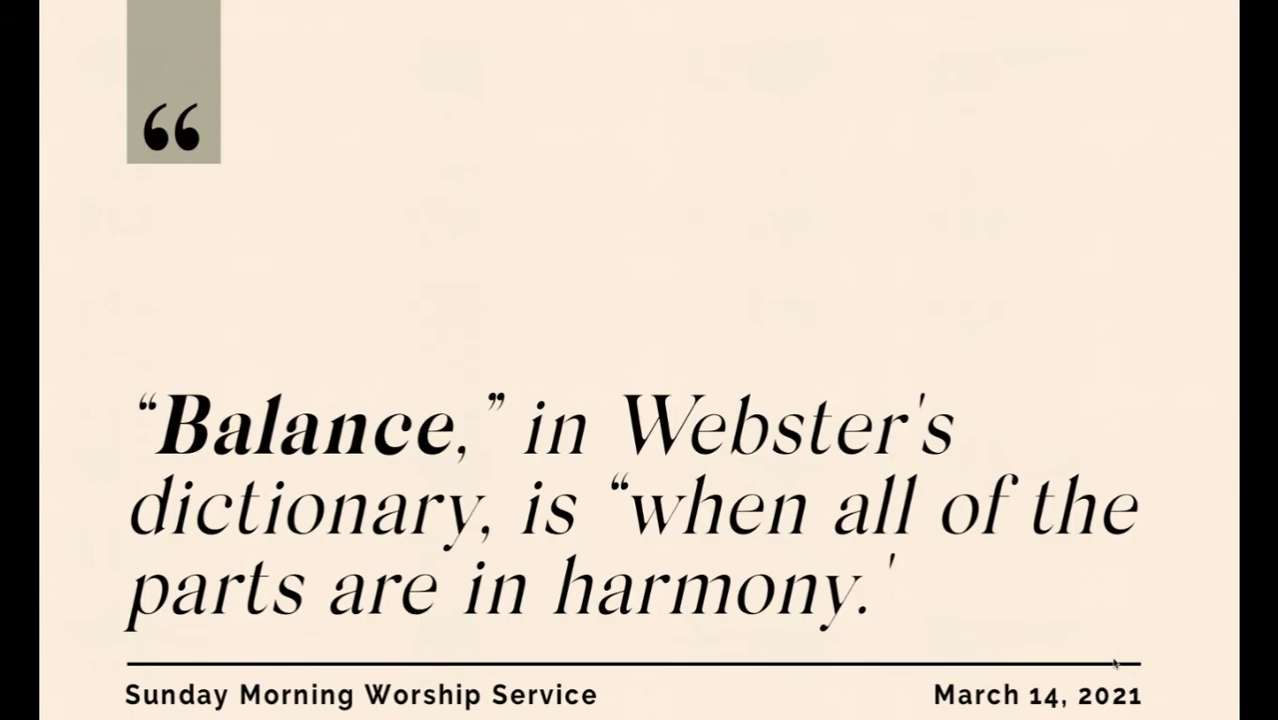 “
“Balance,” in Webster's
dictionary, is “when all of the
parts are in harmony.'
Sunday Morning Worship Service
March 14, 2021